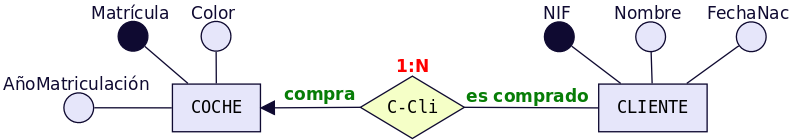 Matrícula
Color
NIF
Nombre
FechaNac
1:N
AñoMatriculación
compra
es comprado
COCHE
C-Cli
CLIENTE